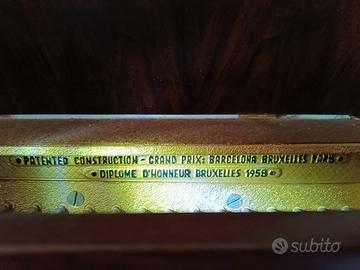 PATENTED CONSTRUCTION - GRAND PRIX: BARCELONA BRUXELLES PARIS
DIPLOME D'HONNEUR BRUXELLES 1958
subito